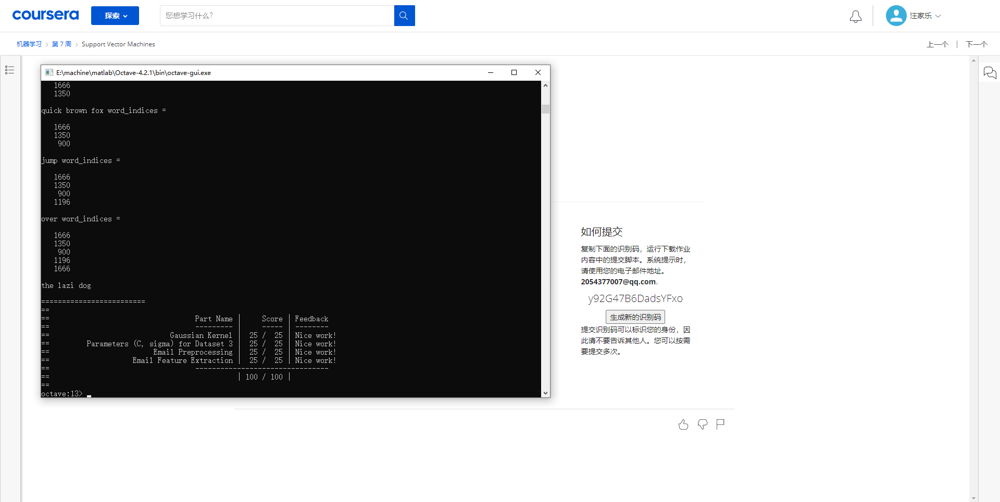 coursera
探索
您想学习什么?
汪家乐
机器学习 > 第 7 周 > Support Vector Machines
上一个 | 下一个
E:\machine\matlab\Octave-4.2.1\bin\octave-gui.exe
1666
1350
quick brown fox word_indices =
1666
1350
900
jump word_indices =
1666
1350
900
1196
over word_indices =
1666
1350
900
1196
1666
the lazi dog
=========================
==
== Part Name | Score | Feedback
== --------- | ----- | --------
== Gaussian Kernel | 25 / 25 | Nice work!
== Parameters (C, sigma) for Dataset 3 | 25 / 25 | Nice work!
== Email Preprocessing | 25 / 25 | Nice work!
== Email Feature Extraction | 25 / 25 | Nice work!
== --------------------------------
== | 100 / 100 |
==
octave:13>
如何提交
复制下面的识别码，运行下载作业
内容中的提交脚本。系统提示时，
请使用您的电子邮件地址。
2054377007@qq.com.
y92G47B6DadsYFxo
生成新的识别码
提交识别码可以标识您的身份，因
此请不要告诉其他人。您可以按需
要提交多次。